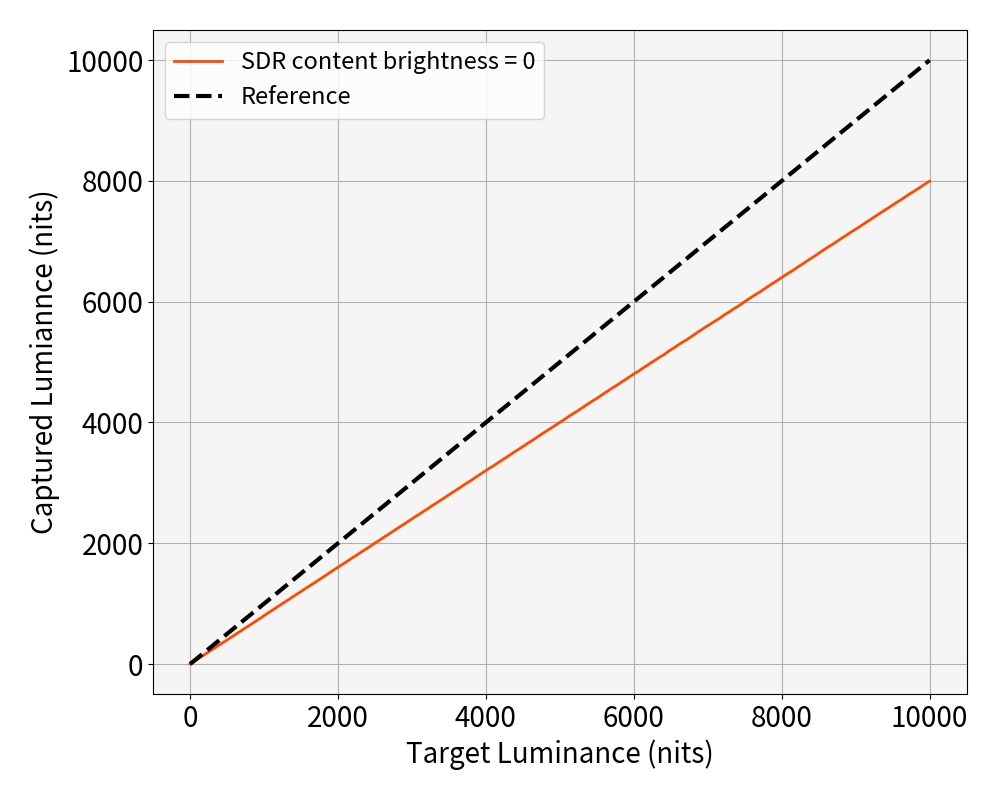 SDR content brightness = 0
Reference
10000
8000
6000
4000
2000
0
Captured Lumiannce (nits)
0 2000 4000 6000 8000 10000
Target Luminance (nits)